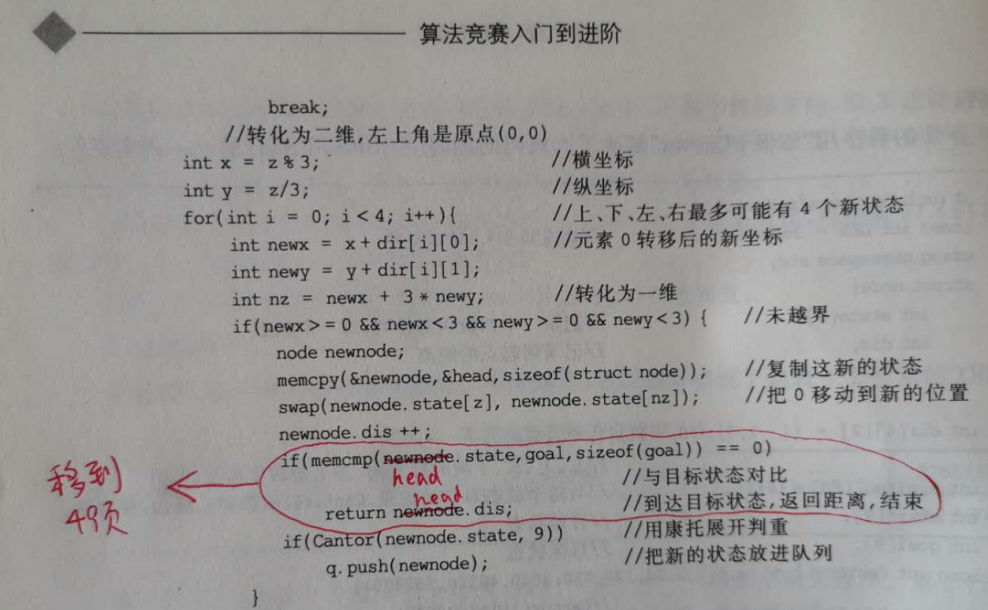 算法竞赛入门到进阶
break;
//转化为二维,左上角是原点(0,0)
int x = z % 3; //横坐标
int y = z/3; //纵坐标
for(int i = 0; i<4; i++){ //上、下、左、右最多可能有 4 个新状态
int newx = x + dir[i][0]; //元素 0 转移后的新坐标
int newy = y + dir[i][1];
int nz = newx + 3 * newy; //转化为一维
if(newx>= 0 && newx<3 && newy>= 0 && newy<3) { //未越界
node newnode;
memcpy(&newnode,&head,sizeof(struct node)); //复制这新的状态
swap(newnode.state[z], newnode.state[nz]); //把 0 移动到新的位置
newnode.dis ++;
if(memcmp(newnode.state,goal,sizeof(goal)) == 0)
head //与目标状态对比
head
return newnode.dis; //到达目标状态,返回距离,结束
移到
49页
if(Cantor(newnode.state, 9)) //用康托展开判重
q.push(newnode); //把新的状态放进队列
}